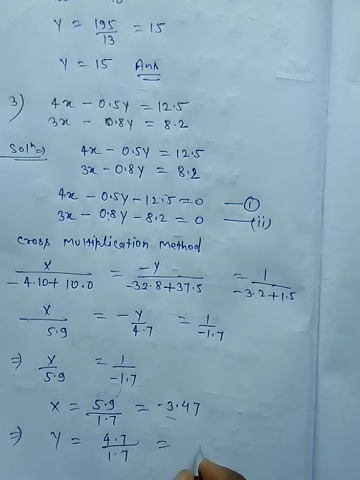 Y = 195/13 = 15
Y = 15 Ans
3) 4x - 0.5Y = 12.5
3x - 0.8Y = 8.2
Solⁿ⇒ 4x - 0.5Y = 12.5
3x - 0.8Y = 8.2
4x - 0.5Y - 12.5 = 0 —(i)
3x - 0.8Y - 8.2 = 0 —(ii)
cross multiplication method
x/(-4.10+10.0) = -Y/(-32.8+37.5) = 1/(-3.2+1.5)
x/5.9 = -Y/4.7 = 1/-1.7
⇒ x/5.9 = 1/-1.7
x = 5.9/1.7 = -3.47
⇒ Y = 4.7/1.7 =